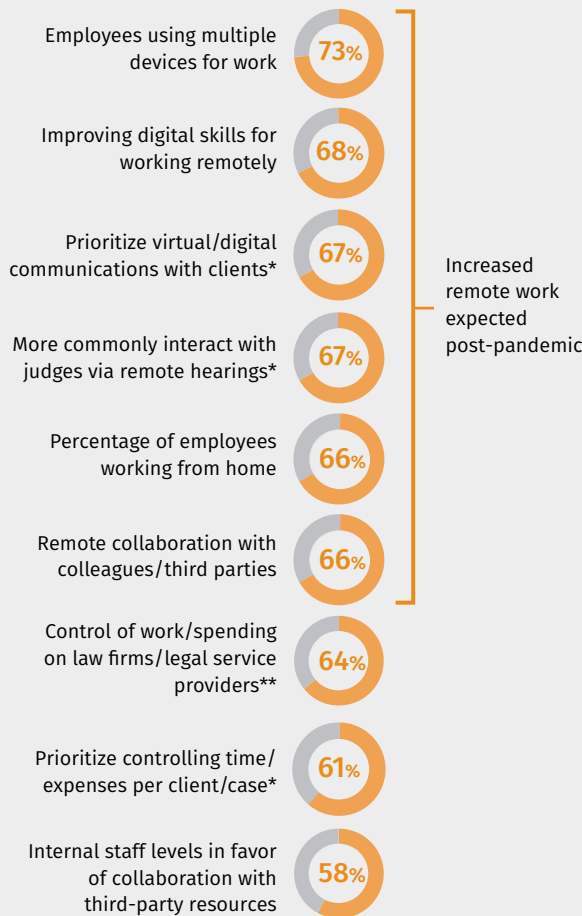 Employees using multiple
devices for work
73%
Improving digital skills for
working remotely
68%
Prioritize virtual/digital
communications with clients*
67%
More commonly interact with
judges via remote hearings*
67%
Percentage of employees
working from home
66%
Remote collaboration with
colleagues/third parties
66%
Increased
remote work
expected
post-pandemic
Control of work/spending
on law firms/legal service
providers**
64%
Prioritize controlling time/
expenses per client/case*
61%
Internal staff levels in favor
of collaboration with
third-party resources
58%